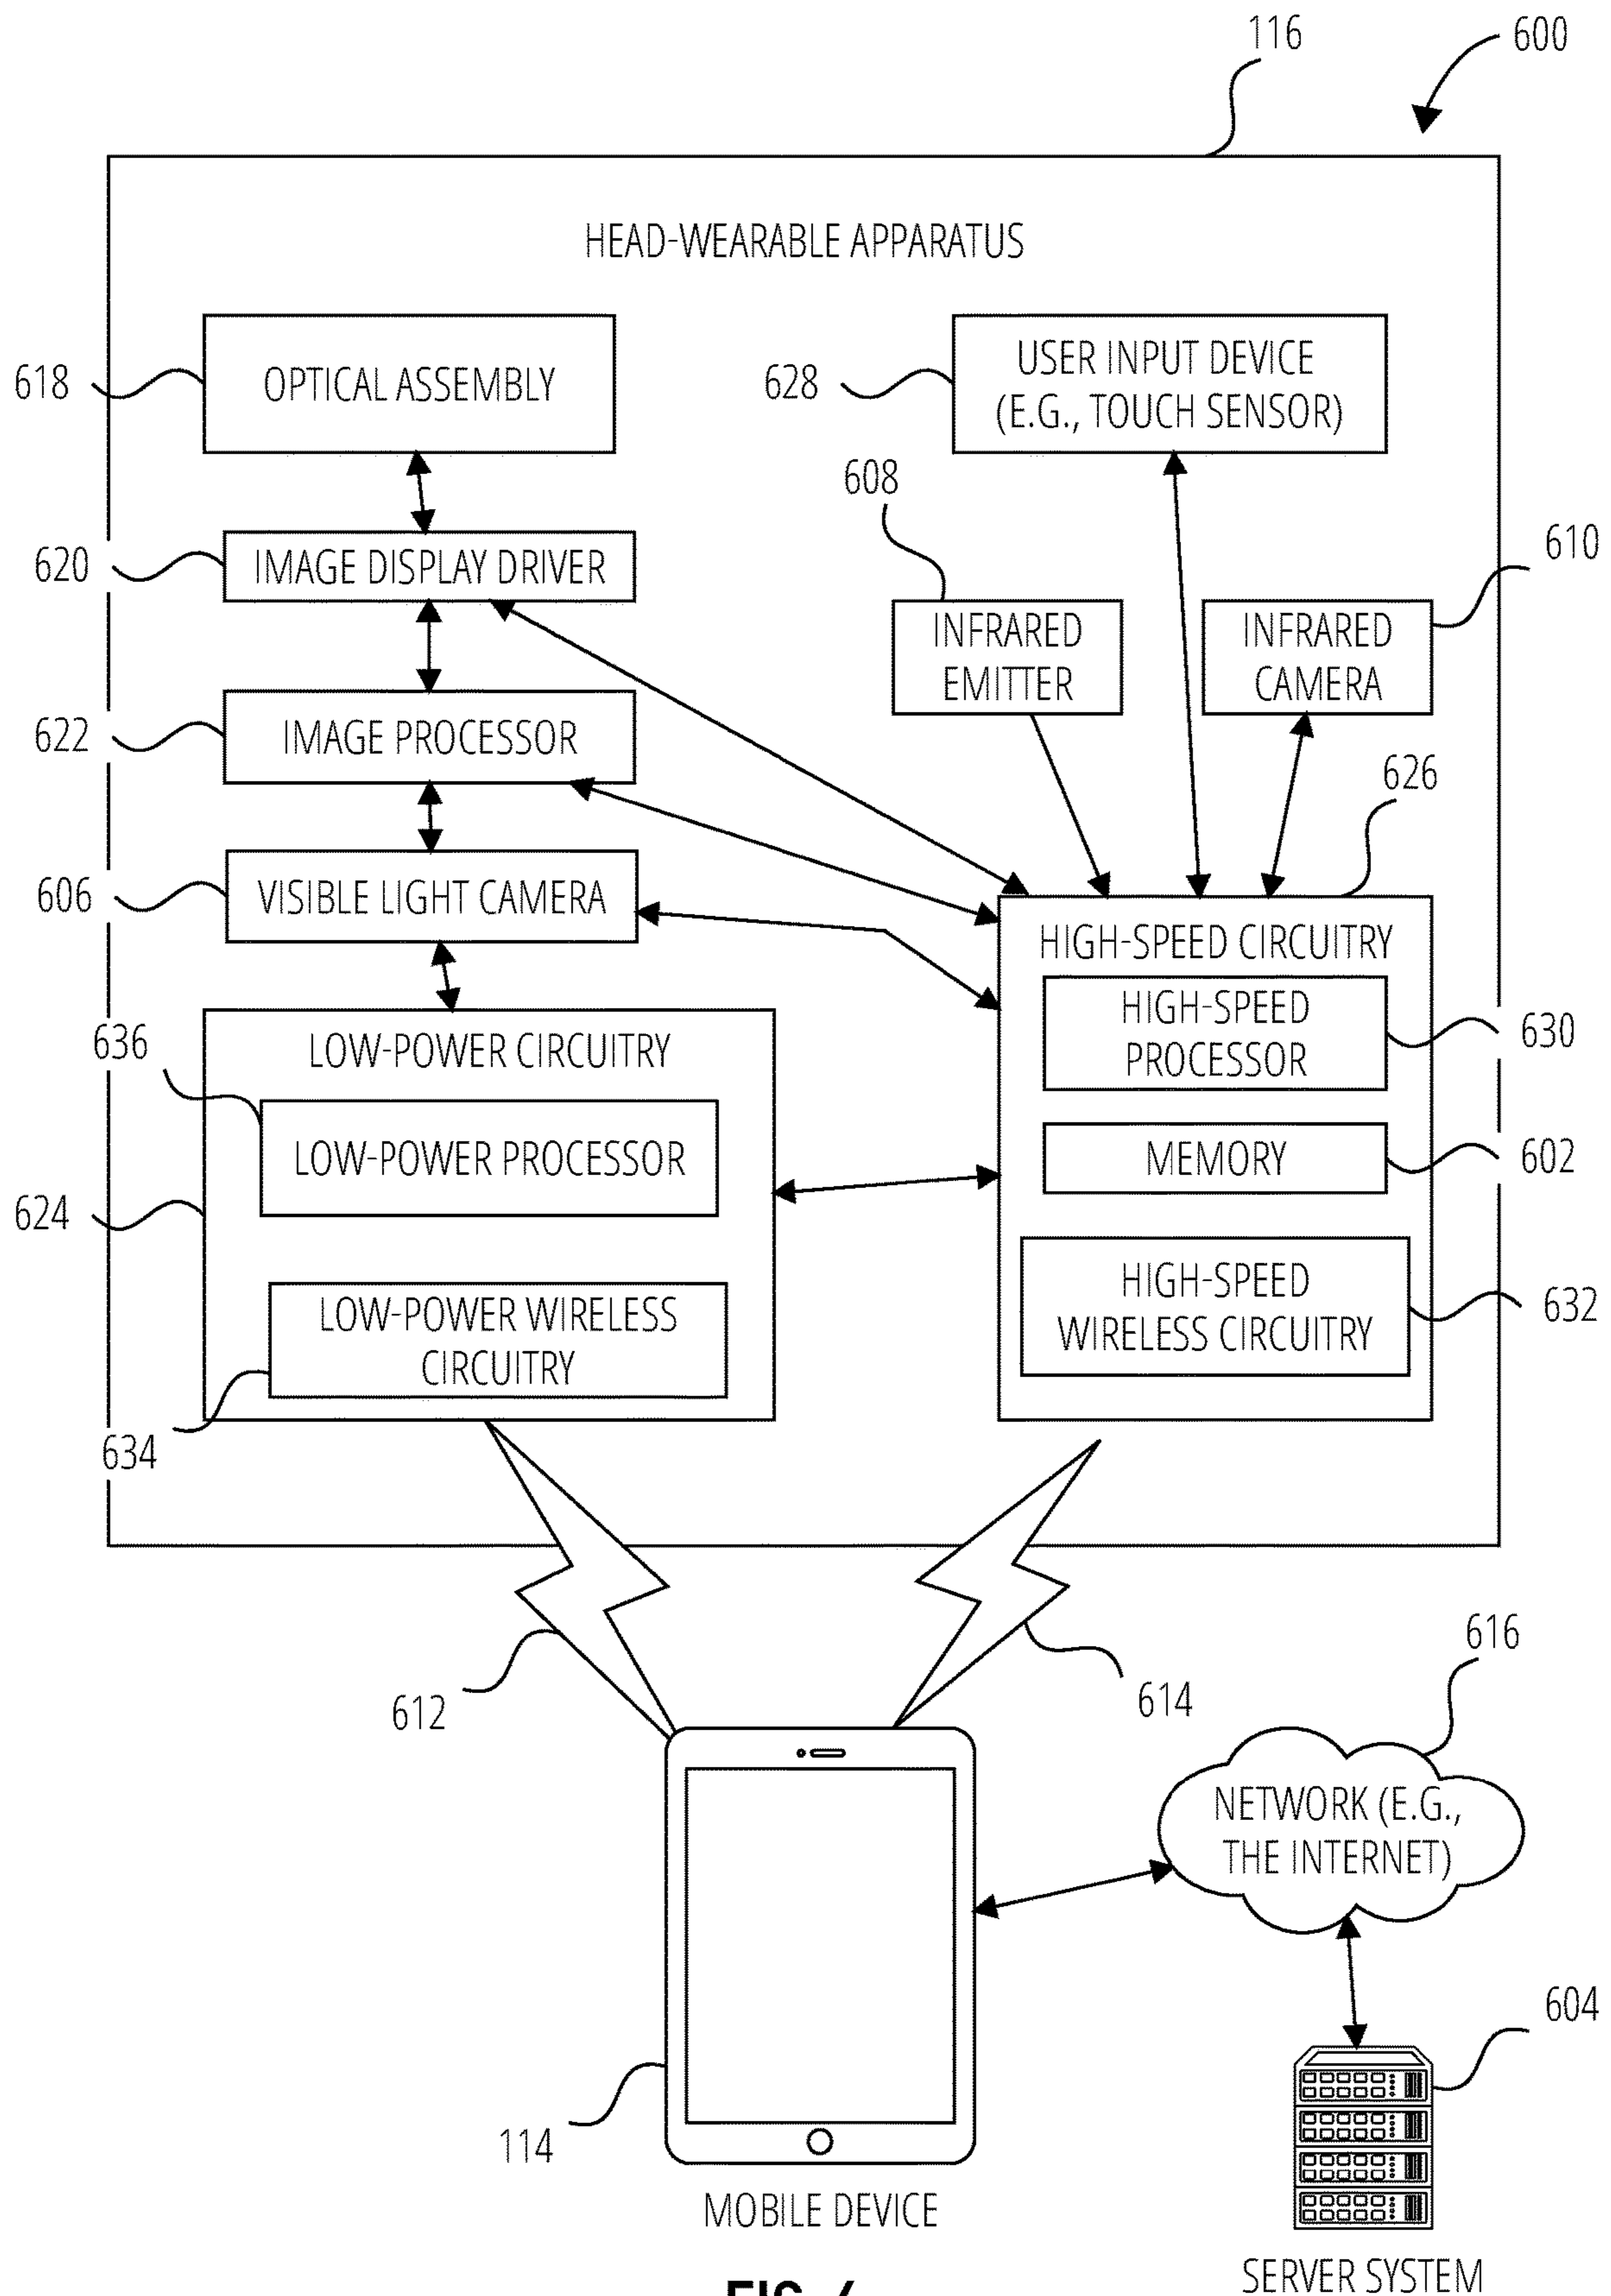 116
600
HEAD-WEARABLE APPARATUS
618
OPTICAL ASSEMBLY
628
USER INPUT DEVICE
(E.G., TOUCH SENSOR)
608
620
IMAGE DISPLAY DRIVER
610
INFRARED
EMITTER
INFRARED
CAMERA
622
IMAGE PROCESSOR
626
606
VISIBLE LIGHT CAMERA
HIGH-SPEED CIRCUITRY
HIGH-SPEED
PROCESSOR
630
636
LOW-POWER CIRCUITRY
LOW-POWER PROCESSOR
MEMORY
602
624
LOW-POWER WIRELESS
CIRCUITRY
HIGH-SPEED
WIRELESS CIRCUITRY
632
634
612
614
616
NETWORK (E.G.,
THE INTERNET)
604
114
MOBILE DEVICE
SERVER SYSTEM